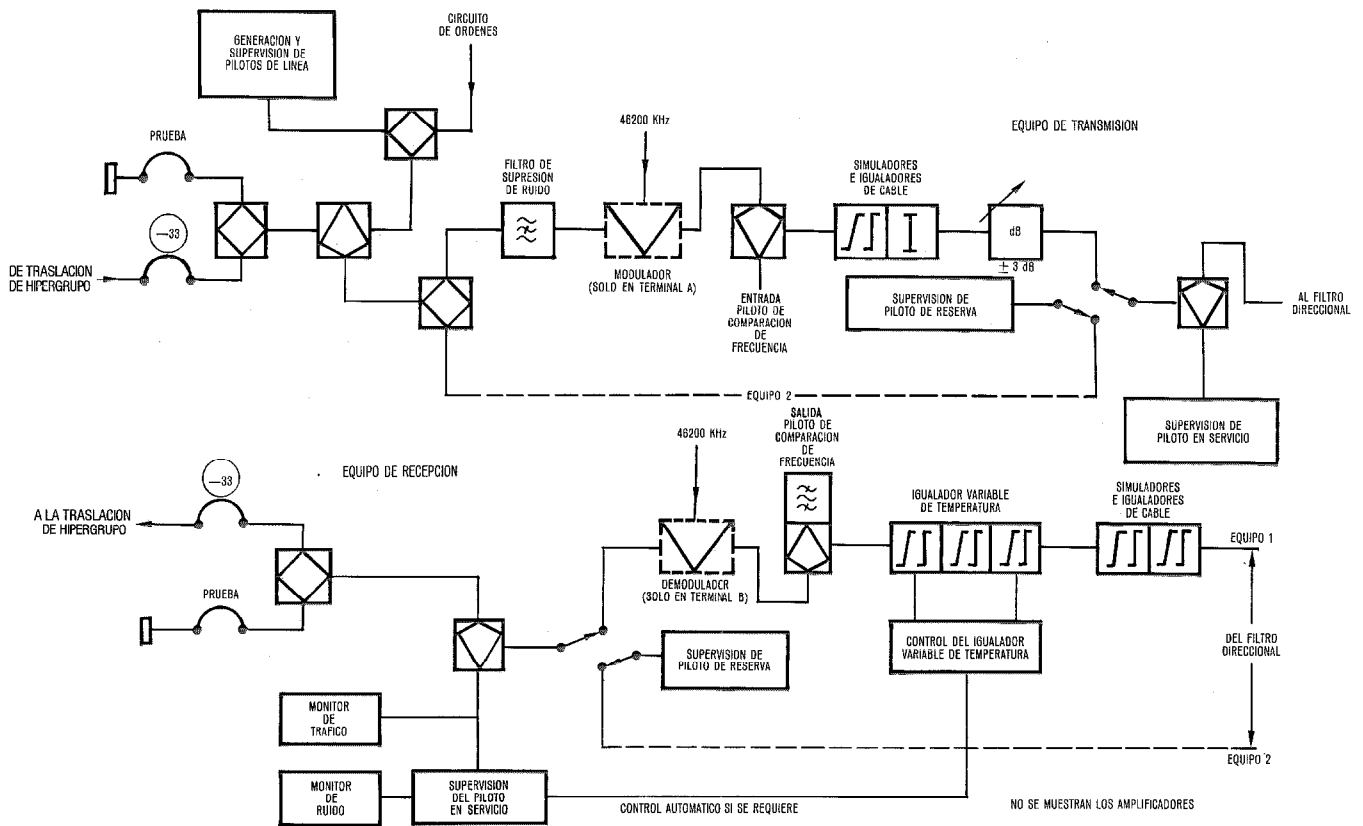 GENERACION Y
SUPERVISION DE
PILOTOS DE LINEA
CIRCUITO
DE ORDENES
PRUEBA
—33
DE TRASLACION
DE HIPERGRUPO
FILTRO DE
SUPRESION
DE RUIDO
46200 KHz
MODULADOR
(SOLO EN TERMINAL A)
ENTRADA
PILOTO DE
COMPARACION
DE
FRECUENCIA
SIMULADORES
E IGUALADORES
DE CABLE
EQUIPO DE TRANSMISION
dB
± 3 dB
SUPERVISION DE
PILOTO DE RESERVA
AL FILTRO
DIRECCIONAL
EQUIPO 2
SUPERVISION DE
PILOTO EN SERVICIO
EQUIPO DE RECEPCION
—33
A LA TRASLACION
DE HIPERGRUPO
PRUEBA
46200 KHz
DEMODULADOR
(SOLO EN TERMINAL B)
SALIDA
PILOTO DE
COMPARACION
DE
FRECUENCIA
IGUALADOR VARIABLE
DE TEMPERATURA
SIMULADORES
E IGUALADORES
DE CABLE
EQUIPO 1
SUPERVISION DE
PILOTO DE RESERVA
CONTROL DEL IGUALADOR
VARIABLE DE TEMPERATURA
DEL FILTRO
DIRECCIONAL
EQUIPO 2
MONITOR
DE
TRAFICO
MONITOR
DE
RUIDO
SUPERVISION
DEL PILOTO
EN SERVICIO
CONTROL AUTOMATICO SI SE REQUIERE
NO SE MUESTRAN LOS AMPLIFICADORES